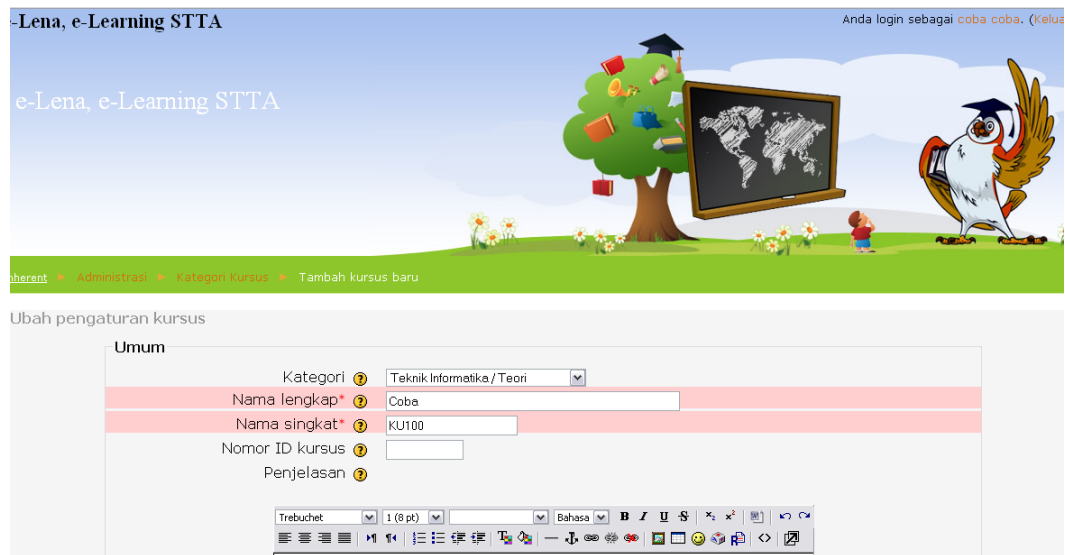 -Lena, e-Learning STTA
Anda login sebagai coba coba. (Kelua
e-Lena, e-Learning STTA
nherent ► Administrasi ► Kategori Kursus ► Tambah kursus baru
Ubah pengaturan kursus
Umum
Kategori Teknik Informatika / Teori
Nama lengkap* Coba
Nama singkat* KU100
Nomor ID kursus
Penjelasan
Trebuchet 1 (8 pt) Bahasa B I U S x₂ x²